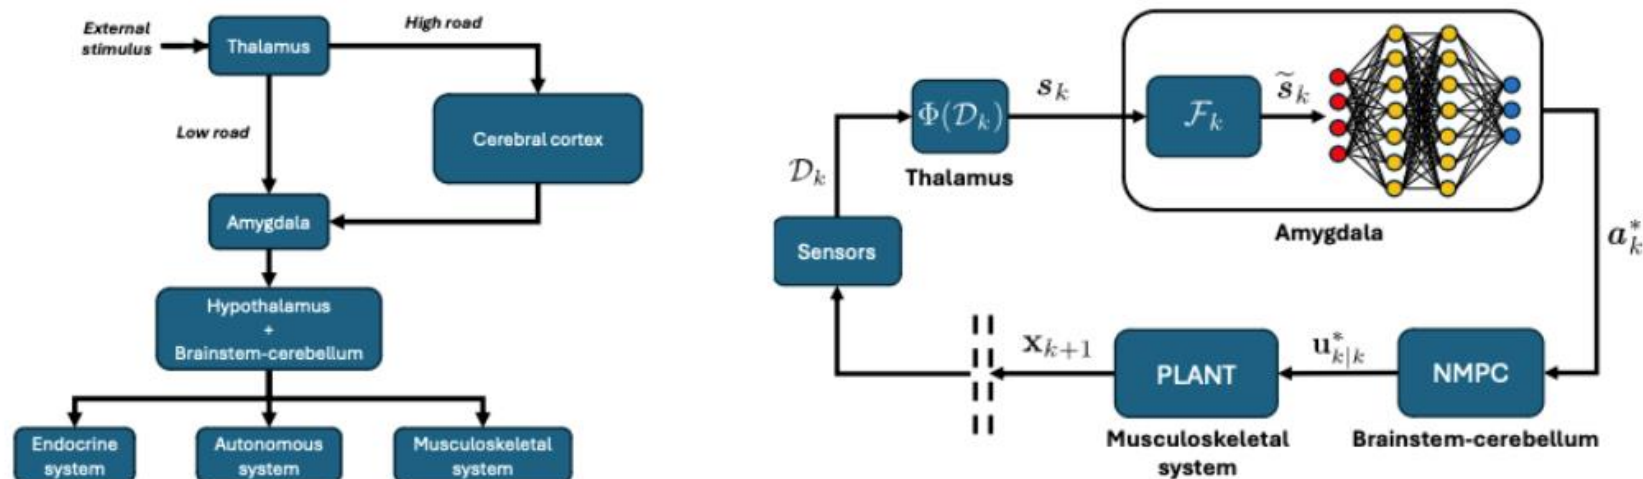 External
stimulus
Thalamus
High road
Low road
Cerebral cortex
Amygdala
Hypothalamus
+
Brainstem-cerebellum
Endocrine
system
Autonomous
system
Musculoskeletal
system
Sensors
𝒟ₖ
Φ(𝒟ₖ)
Thalamus
sₖ
ℱₖ
s̃ₖ
Amygdala
a*ₖ
NMPC
Brainstem-cerebellum
u*ₖ|ₖ
PLANT
Musculoskeletal
system
xₖ₊₁